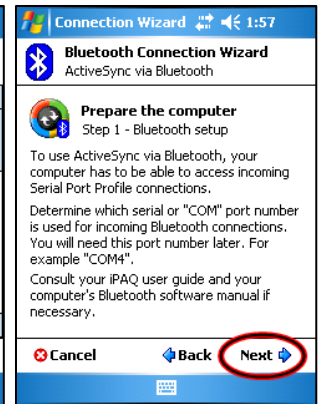 Connection Wizard 1:57
Bluetooth Connection Wizard
ActiveSync via Bluetooth
Prepare the computer
Step 1 - Bluetooth setup
To use ActiveSync via Bluetooth, your
computer has to be able to access incoming
Serial Port Profile connections.
Determine which serial or "COM" port number
is used for incoming Bluetooth connections.
You will need this port number later. For
example "COM4".
Consult your iPAQ user guide and your
computer's Bluetooth software manual if
necessary.
Cancel Back Next